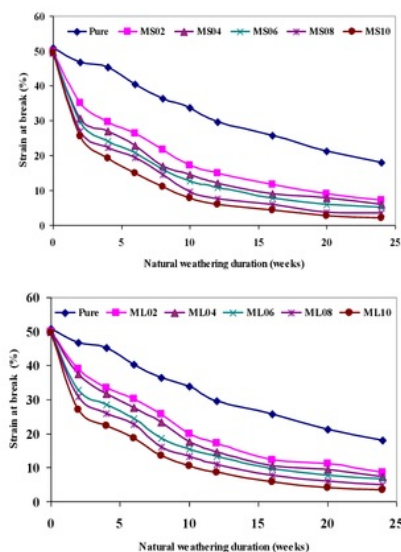 Pure MS02 MS04 MS06 MS08 MS10
60
50
40
30
20
10
0
Strain at break (%)
0 5 10 15 20 25
Natural weathering duration (weeks)
Pure ML02 ML04 ML06 ML08 ML10
60
50
40
30
20
10
0
Strain at break (%)
0 5 10 15 20 25
Natural weathering duration (weeks)